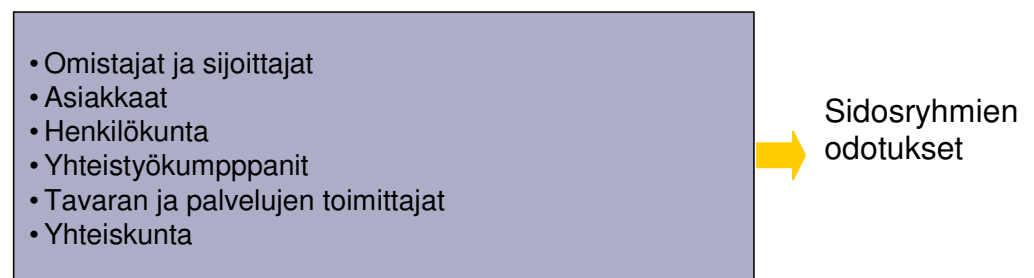 • Omistajat ja sijoittajat
• Asiakkaat
• Henkilökunta
• Yhteistyökumpppanit
• Tavaran ja palvelujen toimittajat
• Yhteiskunta
Sidosryhmien
odotukset